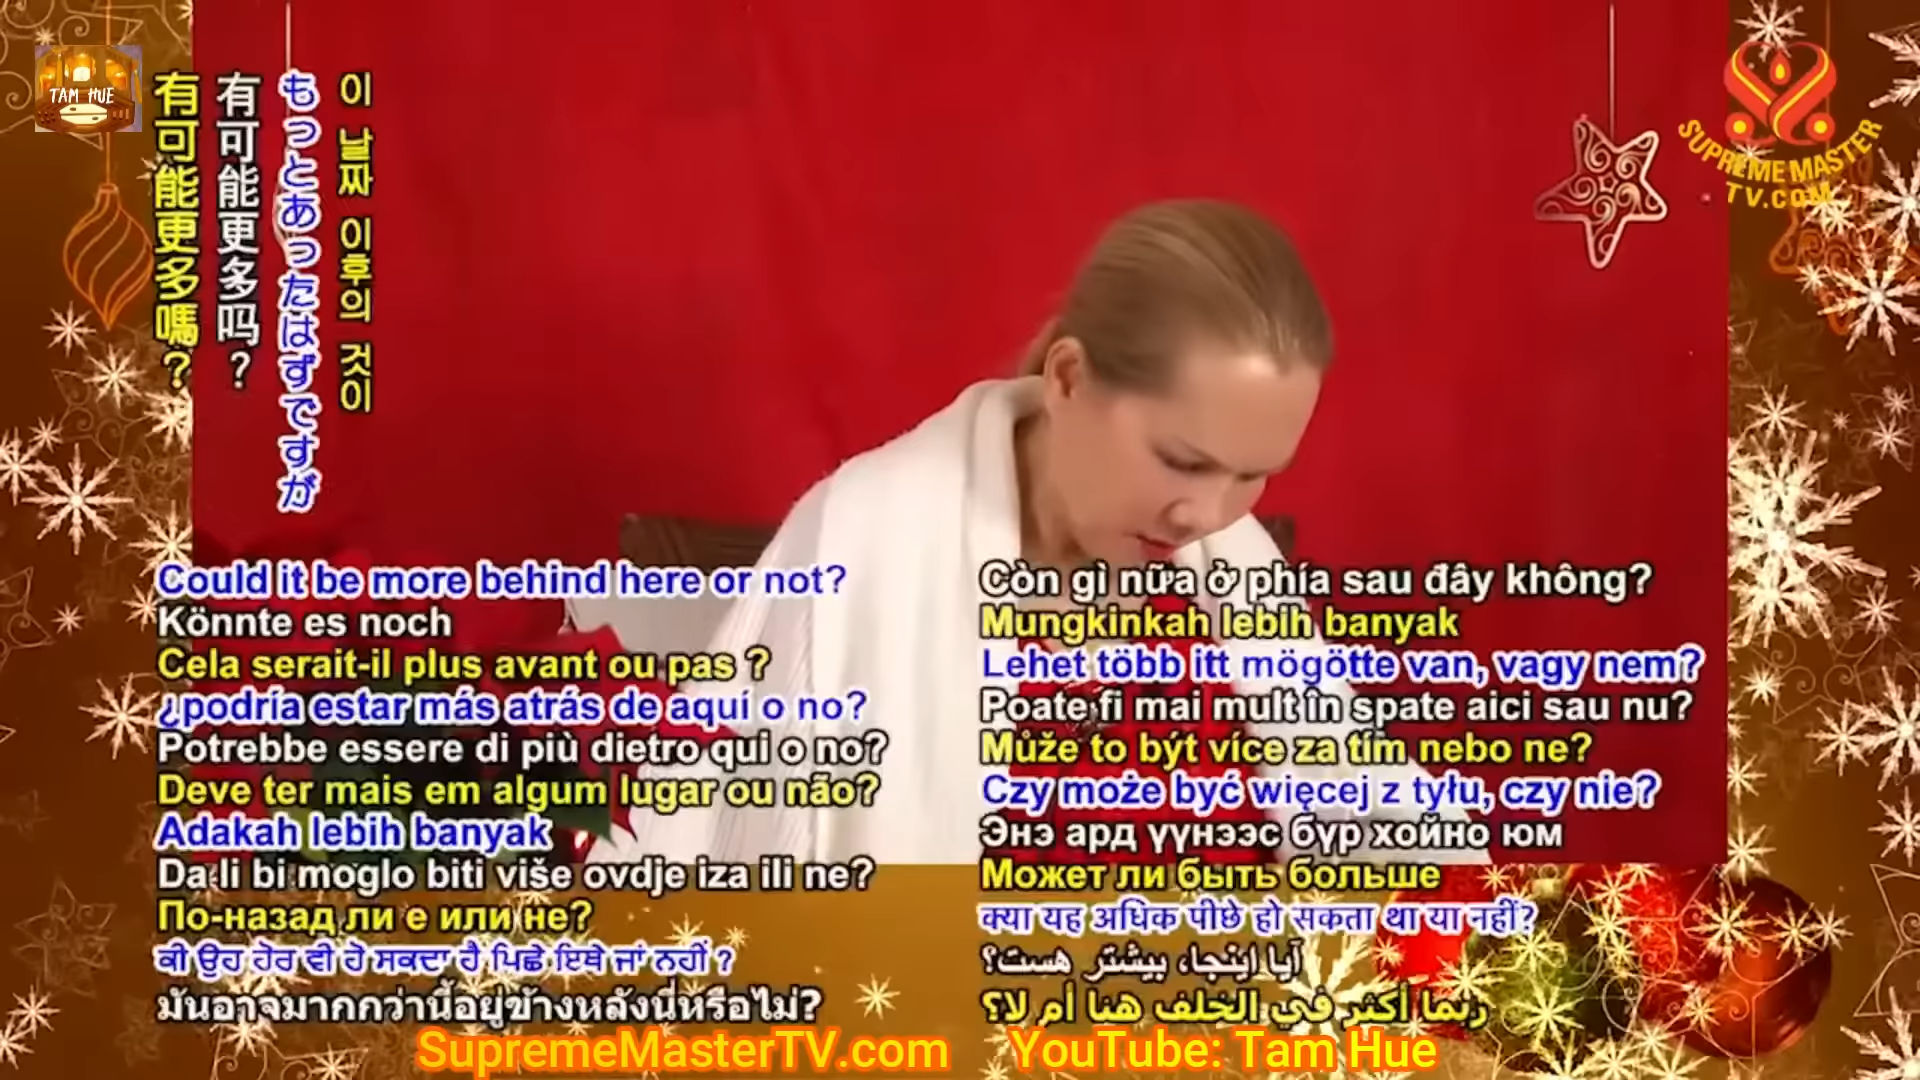 TAM HUE
SUPREME MASTER
TV.COM
이 날짜 이후의 것이
もっとあったはずですが
有可能更多吗？
有可能更多嗎？
Could it be more behind here or not?
Könnte es noch
Cela serait-il plus avant ou pas ?
¿podría estar más atrás de aquí o no?
Potrebbe essere di più dietro qui o no?
Deve ter mais em algum lugar ou não?
Adakah lebih banyak
Da li bi moglo biti više ovdje iza ili ne?
По-назад ли е или не?
ਕੀ ਉਹ ਹੋਰ ਵੀ ਹੋ ਸਕਦਾ ਹੈ ਪਿਛੇ ਇਥੇ ਜਾਂ ਨਹੀਂ ?
มันอาจมากกว่านี้อยู่ข้างหลังนี่หรือไม่?
Còn gì nữa ở phía sau đây không?
Mungkinkah lebih banyak
Lehet több itt mögötte van, vagy nem?
Poate fi mai mult în spate aici sau nu?
Může to být více za tím nebo ne?
Czy może być więcej z tyłu, czy nie?
Энэ ард үүнээс бүр хойно юм
Может ли быть больше
क्या यह अधिक पीछे हो सकता था या नहीं?
آیا اینجا، بیشتر هست؟
ربما أكثر في الخلف هنا أم لا؟
SupremeMasterTV.com YouTube: Tam Hue